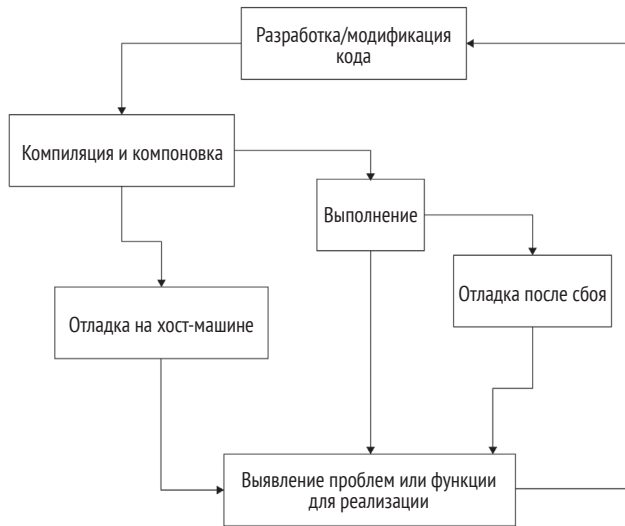 Разработка/модификация
кода
Компиляция и компоновка
Выполнение
Отладка после сбоя
Отладка на хост-машине
Выявление проблем или функции
для реализации